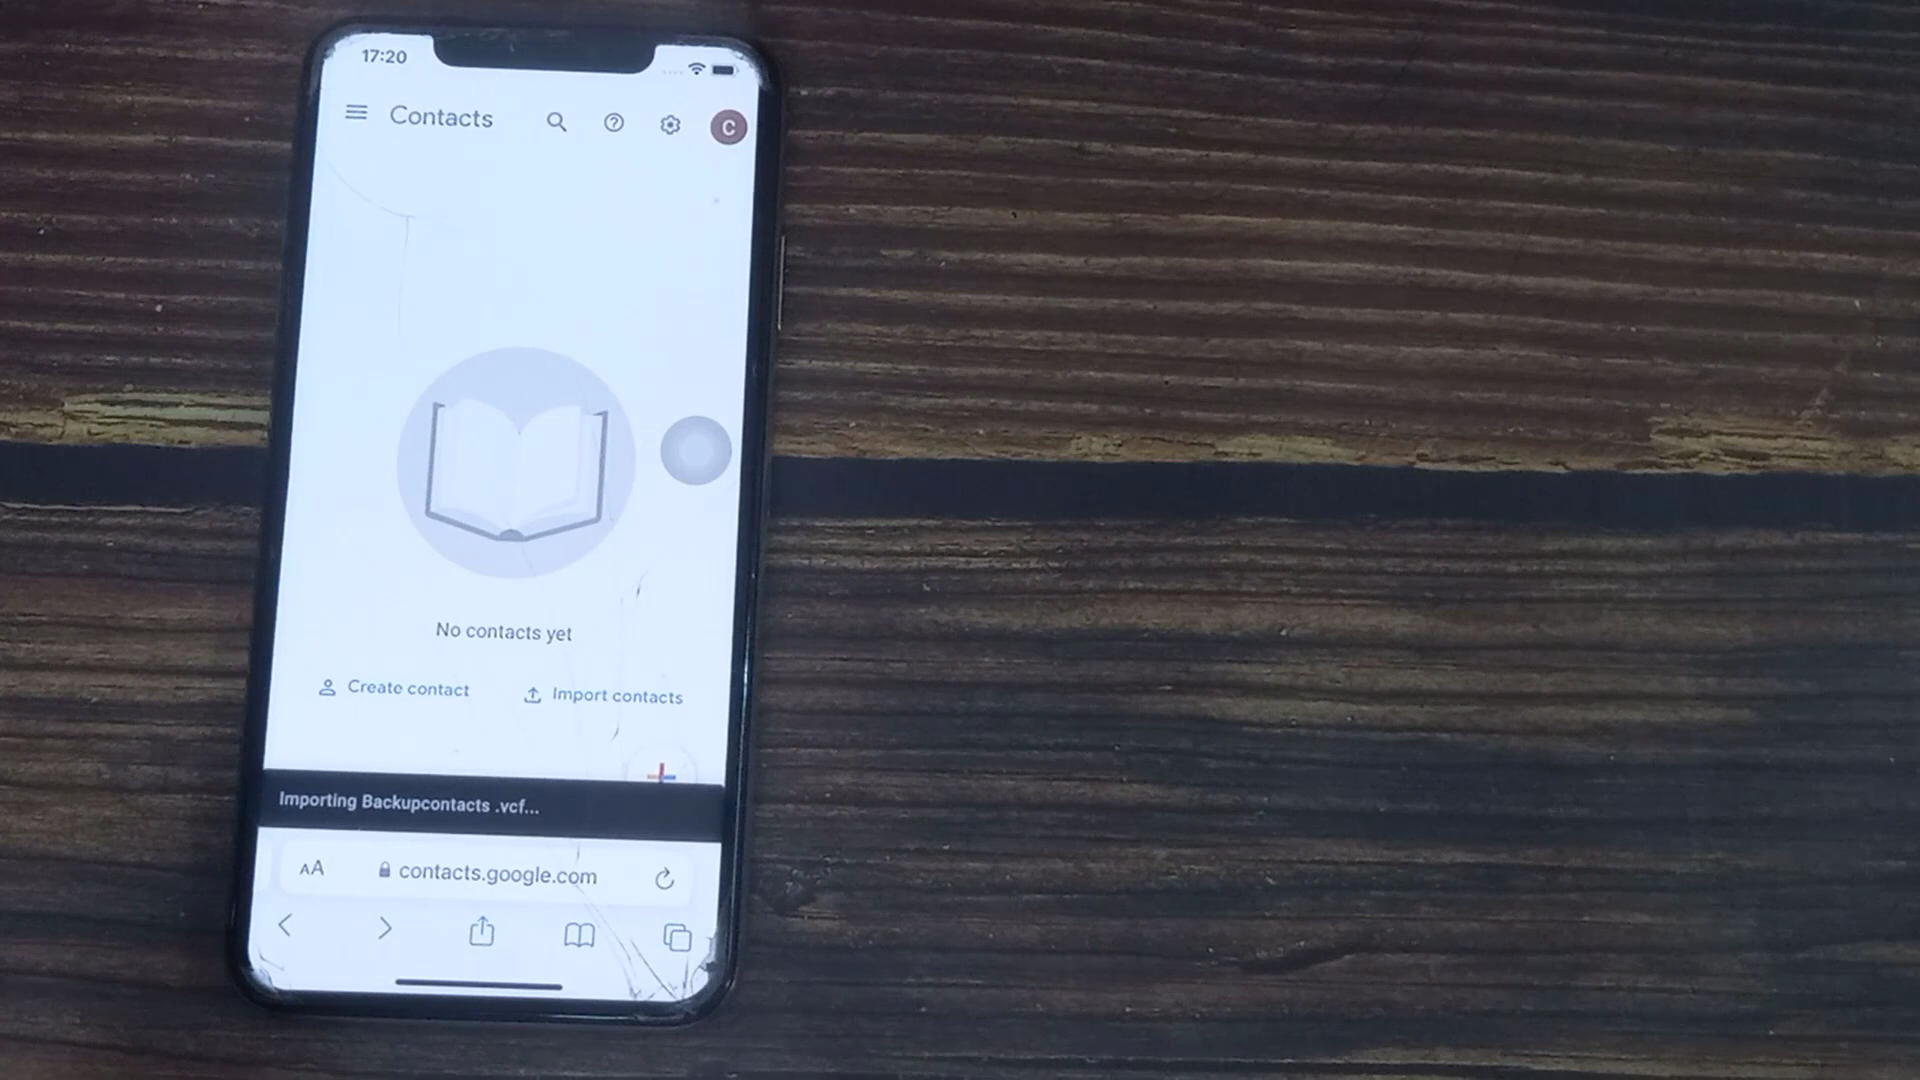 17:20
Contacts
C
No contacts yet
Create contact
Import contacts
Importing Backupcontacts .vcf...
AA
contacts.google.com